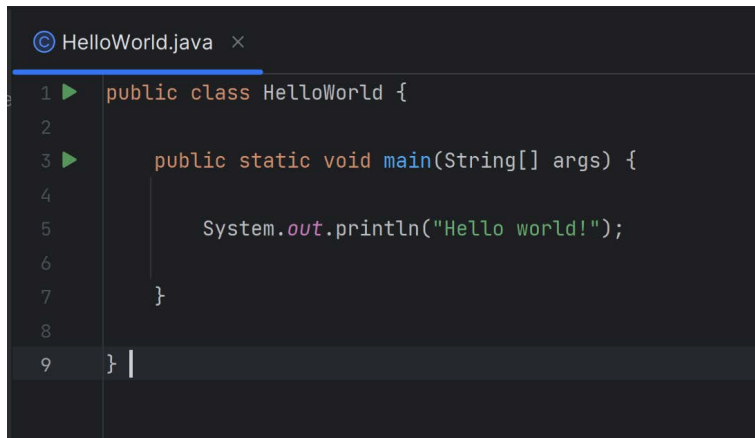 HelloWorld.java
1 public class HelloWorld {
2
3     public static void main(String[] args) {
4
5         System.out.println("Hello world!");
6
7     }
8
9 }